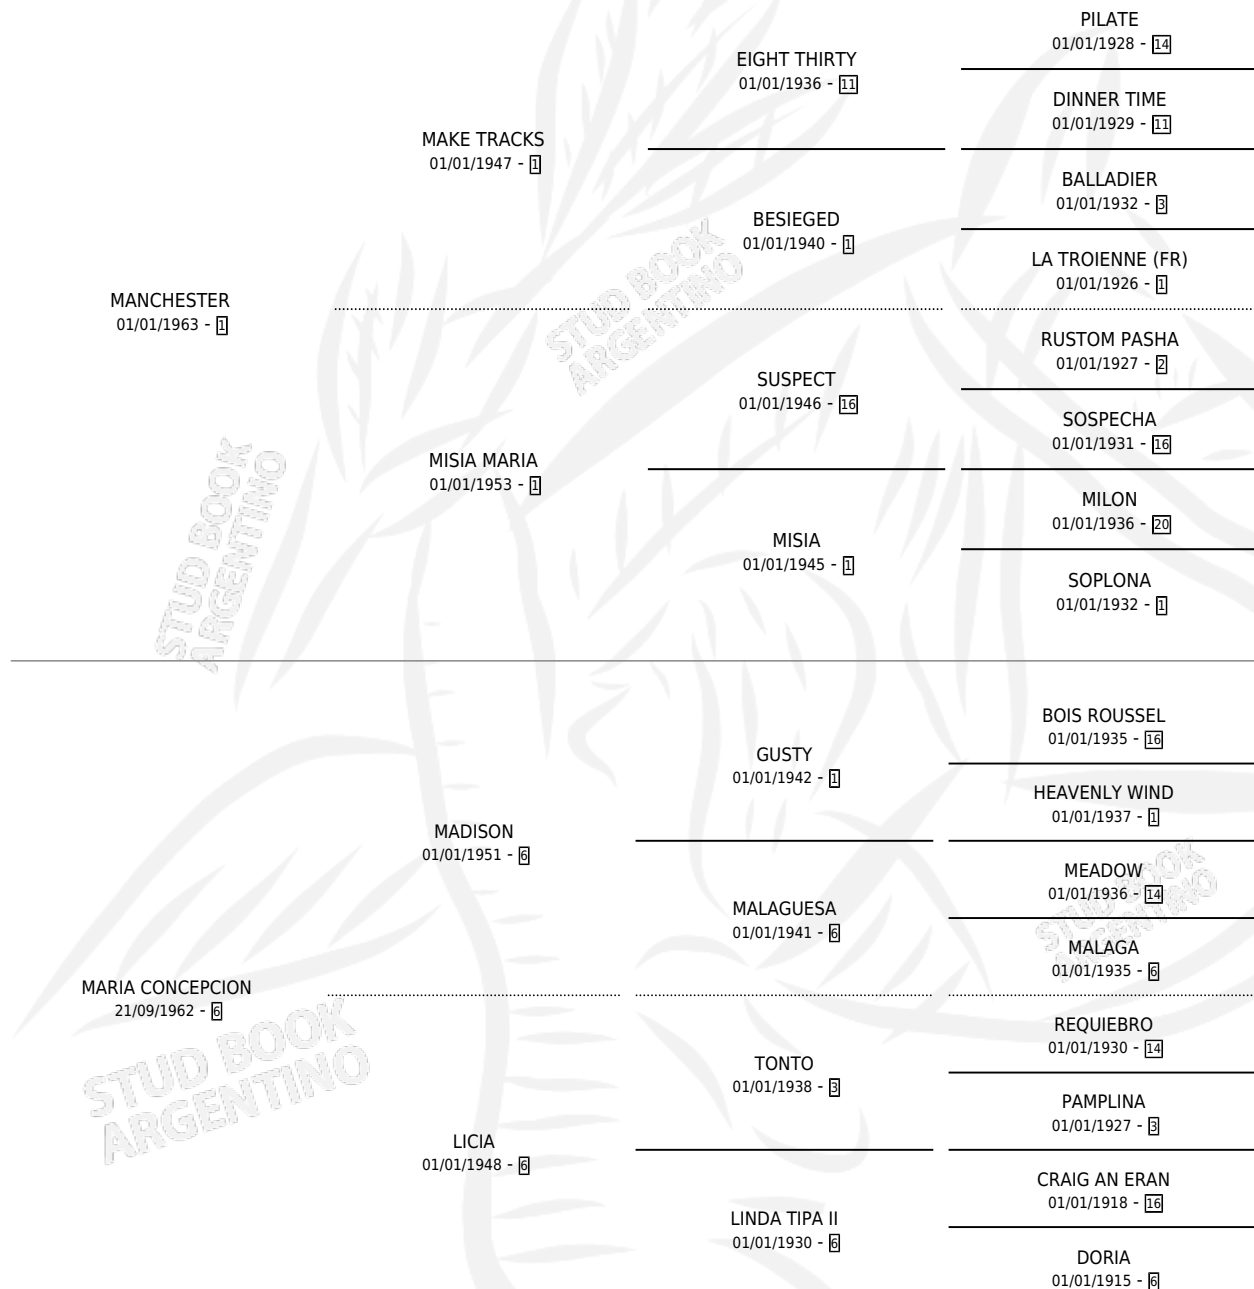 PILATE
01/01/1928 - 14
EIGHT THIRTY
01/01/1936 - 11
DINNER TIME
01/01/1929 - 11
MAKE TRACKS
01/01/1947 - 1
BALLADIER
01/01/1932 - 3
BESIEGED
01/01/1940 - 1
LA TROIENNE (FR)
01/01/1926 - 1
MANCHESTER
01/01/1963 - 1
STUD BOOK
ARGENTINO
RUSTOM PASHA
01/01/1927 - 2
SUSPECT
01/01/1946 - 16
SOSPECHA
01/01/1931 - 16
MISIA MARIA
01/01/1953 - 1
MILON
01/01/1936 - 20
MISIA
01/01/1945 - 1
SOPLONA
01/01/1932 - 1
STUD BOOK
ARGENTINO
BOIS ROUSSEL
01/01/1935 - 16
GUSTY
01/01/1942 - 1
HEAVENLY WIND
01/01/1937 - 1
MADISON
01/01/1951 - 6
MEADOW
01/01/1936 - 14
MALAGUESA
01/01/1941 - 6
MALAGA
01/01/1935 - 6
STUD BOOK
ARGENTINO
MARIA CONCEPCION
21/09/1962 - 6
REQUIEBRO
01/01/1930 - 14
TONTO
01/01/1938 - 3
PAMPLINA
01/01/1927 - 3
STUD BOOK
ARGENTINO
LICIA
01/01/1948 - 6
CRAIG AN ERAN
01/01/1918 - 16
LINDA TIPA II
01/01/1930 - 6
DORIA
01/01/1915 - 6